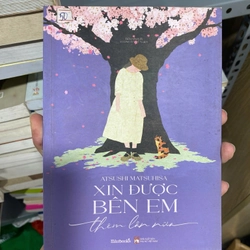 ATSUSHI MATSUHISA
XIN ĐƯỢC
BÊN EM
thêm lần nữa